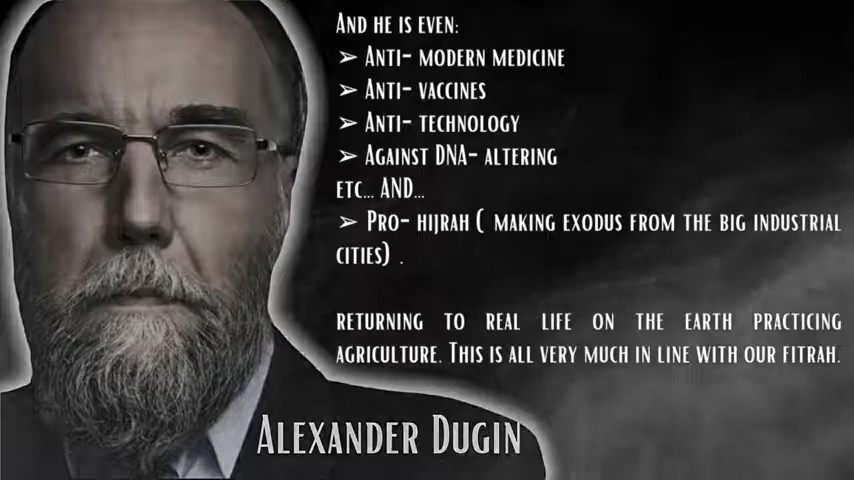 And he is even:
➢ Anti- modern medicine
➢ Anti- vaccines
➢ Anti- technology
➢ Against DNA- altering
etc... AND...
➢ Pro- hijrah ( making exodus from the big industrial
cities) .
returning to real life on the earth practicing
agriculture. This is all very much in line with our fitrah.
Alexander Dugin